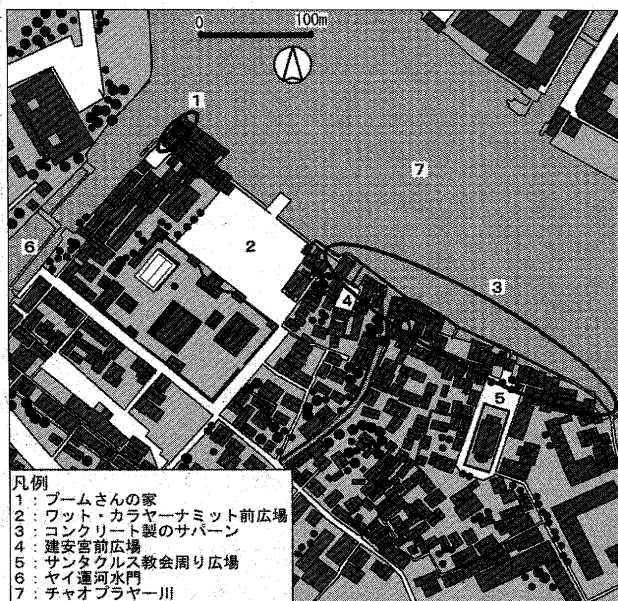 0 100m
1
7
2
6
3
4
5
凡例
1：プームさんの家
2：ワット・カラヤーナミット前広場
3：コンクリート製のサパーン
4：建安宮前広場
5：サンタクルス教会周り広場
6：ヤイ運河水門
7：チャオプラヤー川